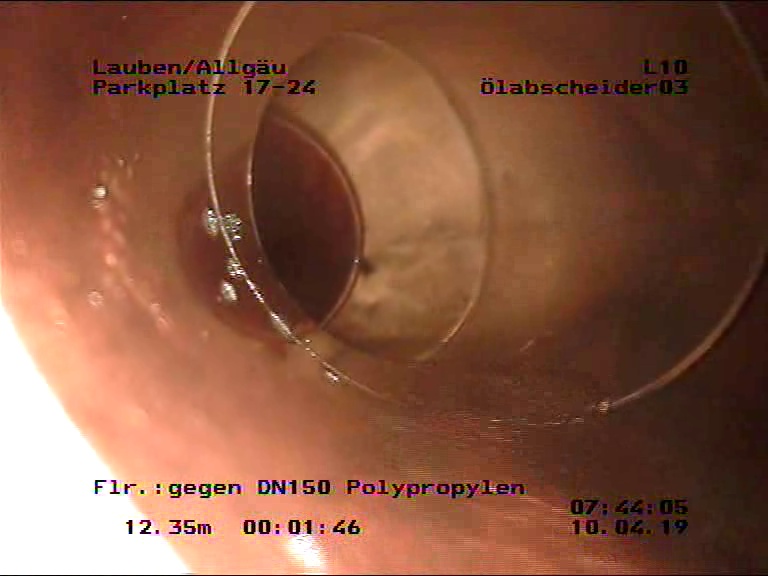 Lauben/Allgäu
L10
Parkplatz 17-24
Ölabscheider03
Flr.:gegen DN150 Polypropylen
07:44:05
12.35m 00:01:46
10.04.19